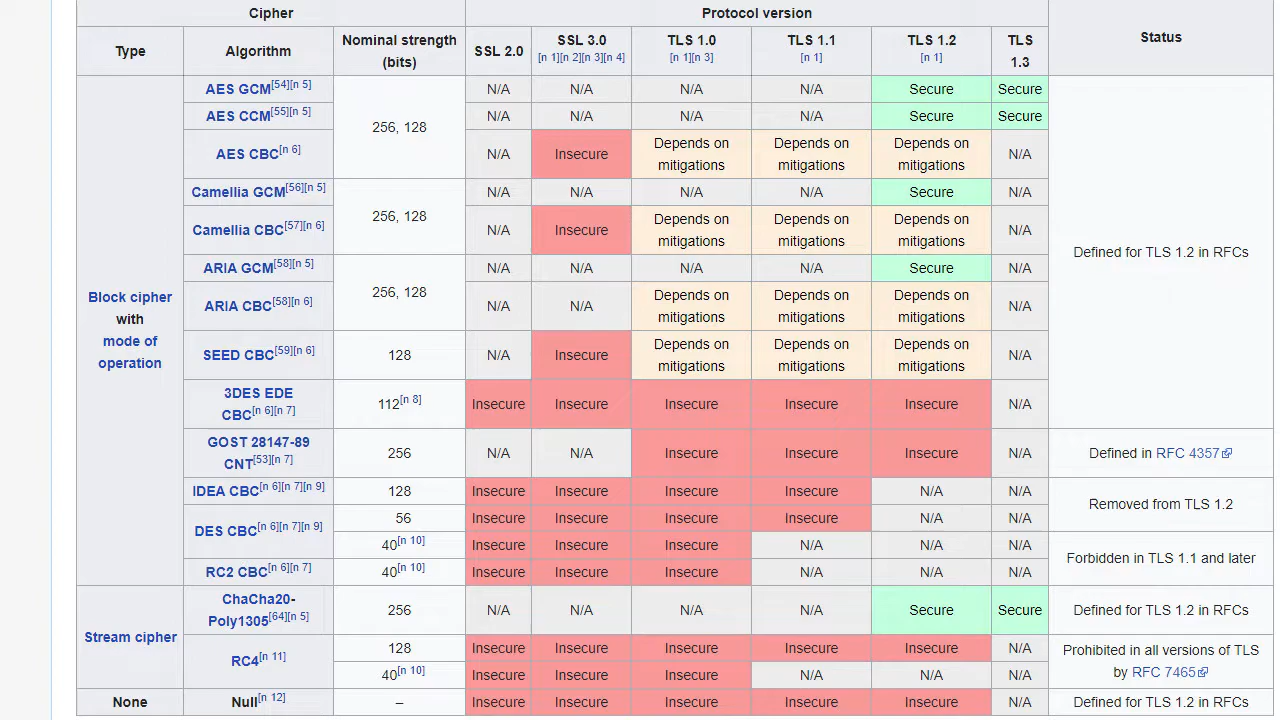 Cipher Protocol version Status
Type Algorithm Nominal strength (bits) SSL 2.0 SSL 3.0 [n 1][n 2][n 3][n 4] TLS 1.0 [n 1][n 3] TLS 1.1 [n 1] TLS 1.2 [n 1] TLS 1.3
Block cipher with mode of operation
AES GCM[54][n 5] 256, 128 N/A N/A N/A N/A Secure Secure Defined for TLS 1.2 in RFCs
AES CCM[55][n 5] N/A N/A N/A N/A Secure Secure
AES CBC[n 6] N/A Insecure Depends on mitigations Depends on mitigations Depends on mitigations N/A
Camellia GCM[56][n 5] 256, 128 N/A N/A N/A N/A Secure N/A
Camellia CBC[57][n 6] N/A Insecure Depends on mitigations Depends on mitigations Depends on mitigations N/A
ARIA GCM[58][n 5] 256, 128 N/A N/A N/A N/A Secure N/A
ARIA CBC[58][n 6] N/A N/A Depends on mitigations Depends on mitigations Depends on mitigations N/A
SEED CBC[59][n 6] 128 N/A Insecure Depends on mitigations Depends on mitigations Depends on mitigations N/A
3DES EDE CBC[n 6][n 7] 112[n 8] Insecure Insecure Insecure Insecure Insecure N/A
GOST 28147-89 CNT[53][n 7] 256 N/A N/A Insecure Insecure Insecure N/A Defined in RFC 4357
IDEA CBC[n 6][n 7][n 9] 128 Insecure Insecure Insecure Insecure N/A N/A Removed from TLS 1.2
DES CBC[n 6][n 7][n 9] 56 Insecure Insecure Insecure Insecure N/A N/A
40[n 10] Insecure Insecure Insecure N/A N/A N/A Forbidden in TLS 1.1 and later
RC2 CBC[n 6][n 7] 40[n 10] Insecure Insecure Insecure N/A N/A N/A
Stream cipher
ChaCha20-Poly1305[64][n 5] 256 N/A N/A N/A N/A Secure Secure Defined for TLS 1.2 in RFCs
RC4[n 11] 128 Insecure Insecure Insecure Insecure Insecure N/A Prohibited in all versions of TLS by RFC 7465
40[n 10] Insecure Insecure Insecure N/A N/A N/A
None Null[n 12] – Insecure Insecure Insecure Insecure Insecure N/A Defined for TLS 1.2 in RFCs